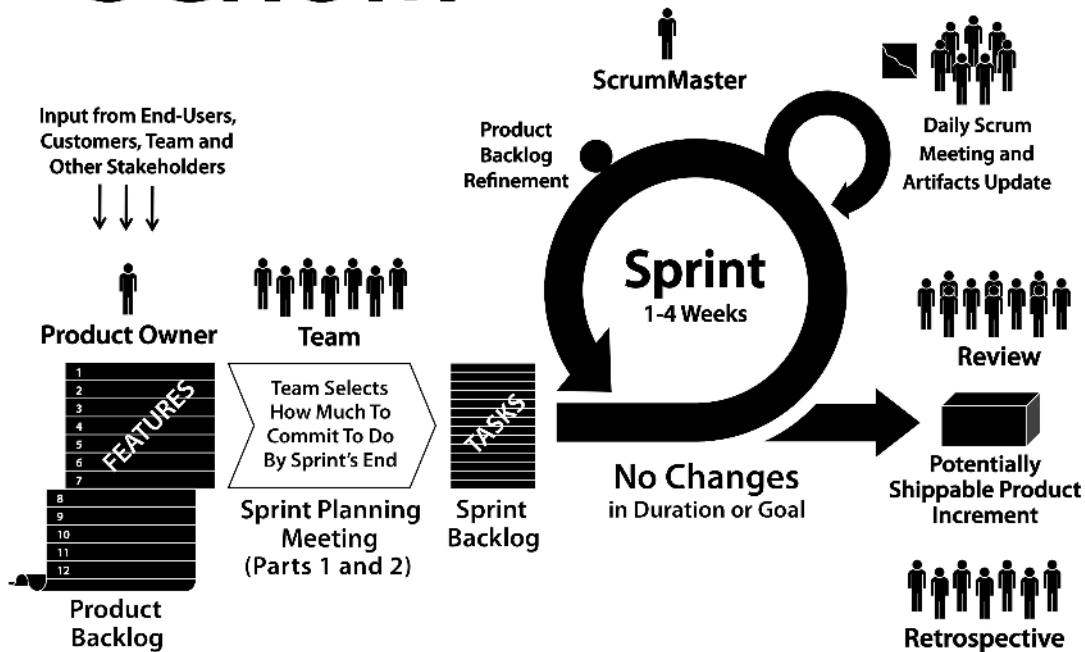 ScrumMaster
Input from End-Users,
Customers, Team and
Other Stakeholders
Product
Backlog
Refinement
Daily Scrum
Meeting and
Artifacts Update
Product Owner
Team
Sprint
1-4 Weeks
Review
1
2
3
4
5
6
7
FEATURES
8
9
10
11
12
Team Selects
How Much To
Commit To Do
By Sprint's End
TASKS
Sprint Planning
Meeting
(Parts 1 and 2)
Sprint
Backlog
No Changes
in Duration or Goal
Potentially
Shippable Product
Increment
Product
Backlog
Retrospective